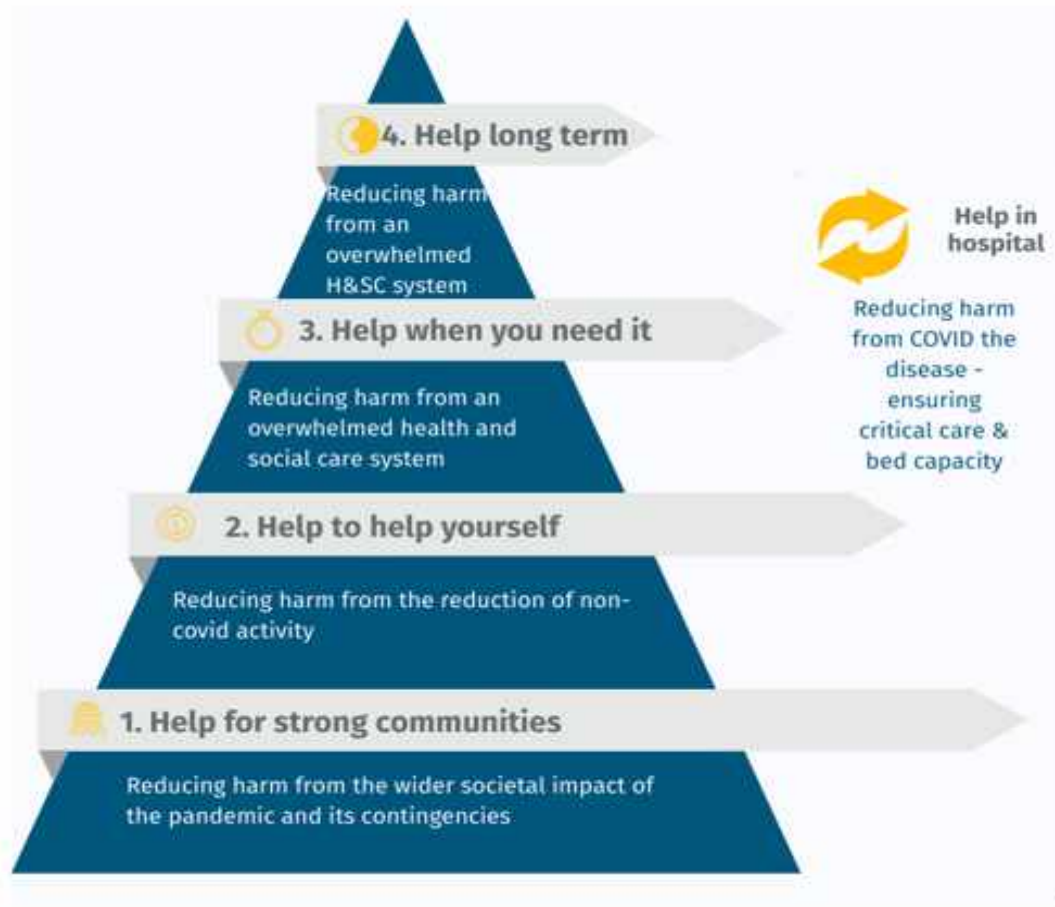 4. Help long term
Reducing harm
from an
overwhelmed
H&SC system
3. Help when you need it
Reducing harm from an
overwhelmed health and
social care system
2. Help to help yourself
Reducing harm from the reduction of non-
covid activity
1. Help for strong communities
Reducing harm from the wider societal impact of
the pandemic and its contingencies
Help in
hospital
Reducing harm
from COVID the
disease -
ensuring
critical care &
bed capacity